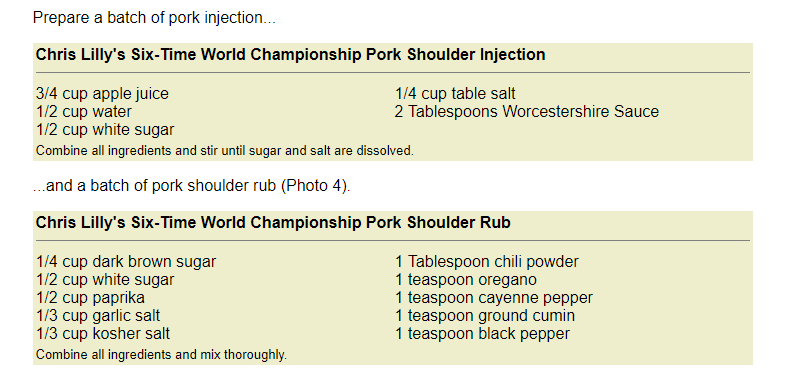 Prepare a batch of pork injection...
Chris Lilly's Six-Time World Championship Pork Shoulder Injection
3/4 cup apple juice
1/2 cup water
1/2 cup white sugar
1/4 cup table salt
2 Tablespoons Worcestershire Sauce
Combine all ingredients and stir until sugar and salt are dissolved.
...and a batch of pork shoulder rub (Photo 4).
Chris Lilly's Six-Time World Championship Pork Shoulder Rub
1/4 cup dark brown sugar
1/2 cup white sugar
1/2 cup paprika
1/3 cup garlic salt
1/3 cup kosher salt
1 Tablespoon chili powder
1 teaspoon oregano
1 teaspoon cayenne pepper
1 teaspoon ground cumin
1 teaspoon black pepper
Combine all ingredients and mix thoroughly.